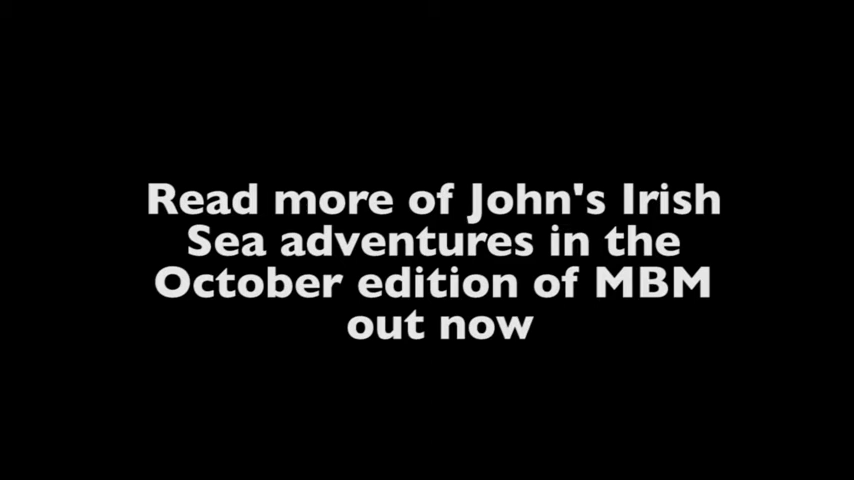 Read more of John's Irish
Sea adventures in the
October edition of MBM
out now